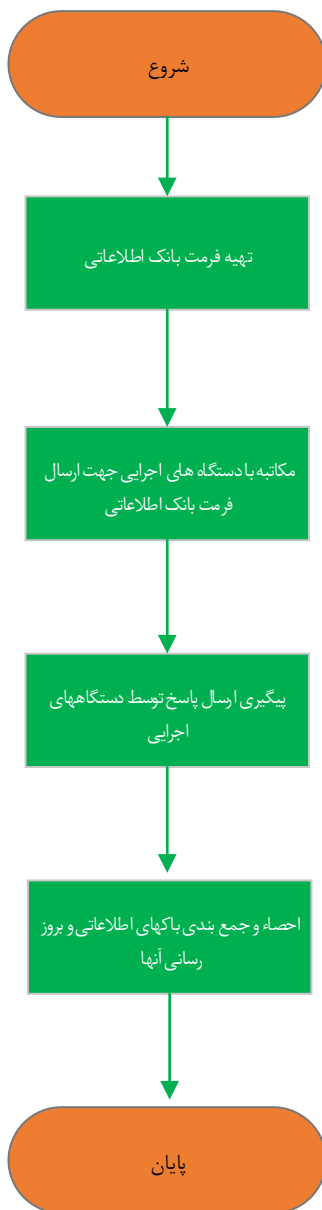 شروع
تهیه فرمت بانک اطلاعاتی
مکاتبه با دستگاه های اجرایی جهت ارسال
فرمت بانک اطلاعاتی
پیگیری ارسال پاسخ توسط دستگاههای
اجرایی
احصاء و جمع بندی باکهای اطلاعاتی و بروز
رسانی آنها
پایان